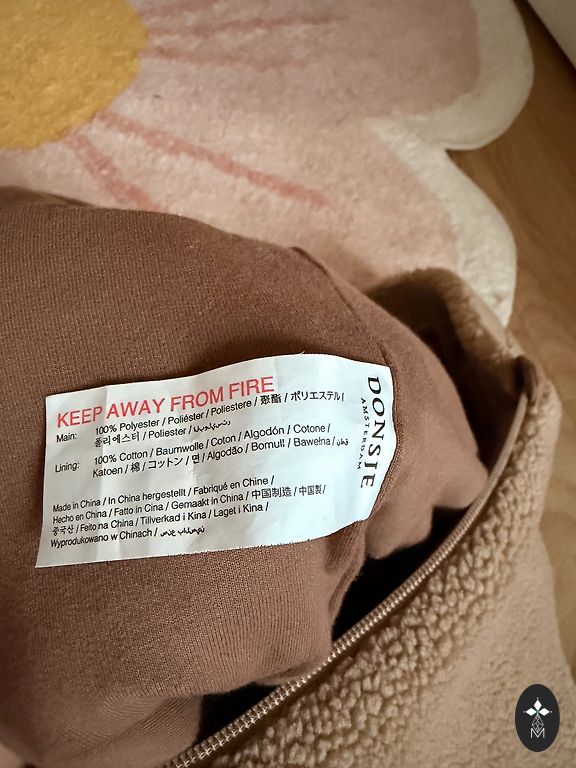 KEEP AWAY FROM FIRE
Main: 100% Polyester / Poliéster / Poliestere / 聚酯 / ポリエステル /
폴리에스터 / Poliester / البوليستر
Lining: 100% Cotton / Baumwolle / Coton / Algodón / Cotone /
Katoen / 棉 / コットン / 면 / Algodão / Bomull / Bawełna / قطن
Made in China / In China hergestellt / Fabriqué en Chine /
Hecho en China / Fatto in Cina / Gemaakt in China / 中国制造 / 中国製 /
중국산 / Feito na China / Tillverkad i Kina / Laget i Kina /
Wyprodukowano w Chinach /
DONSJE
AMSTERDAM